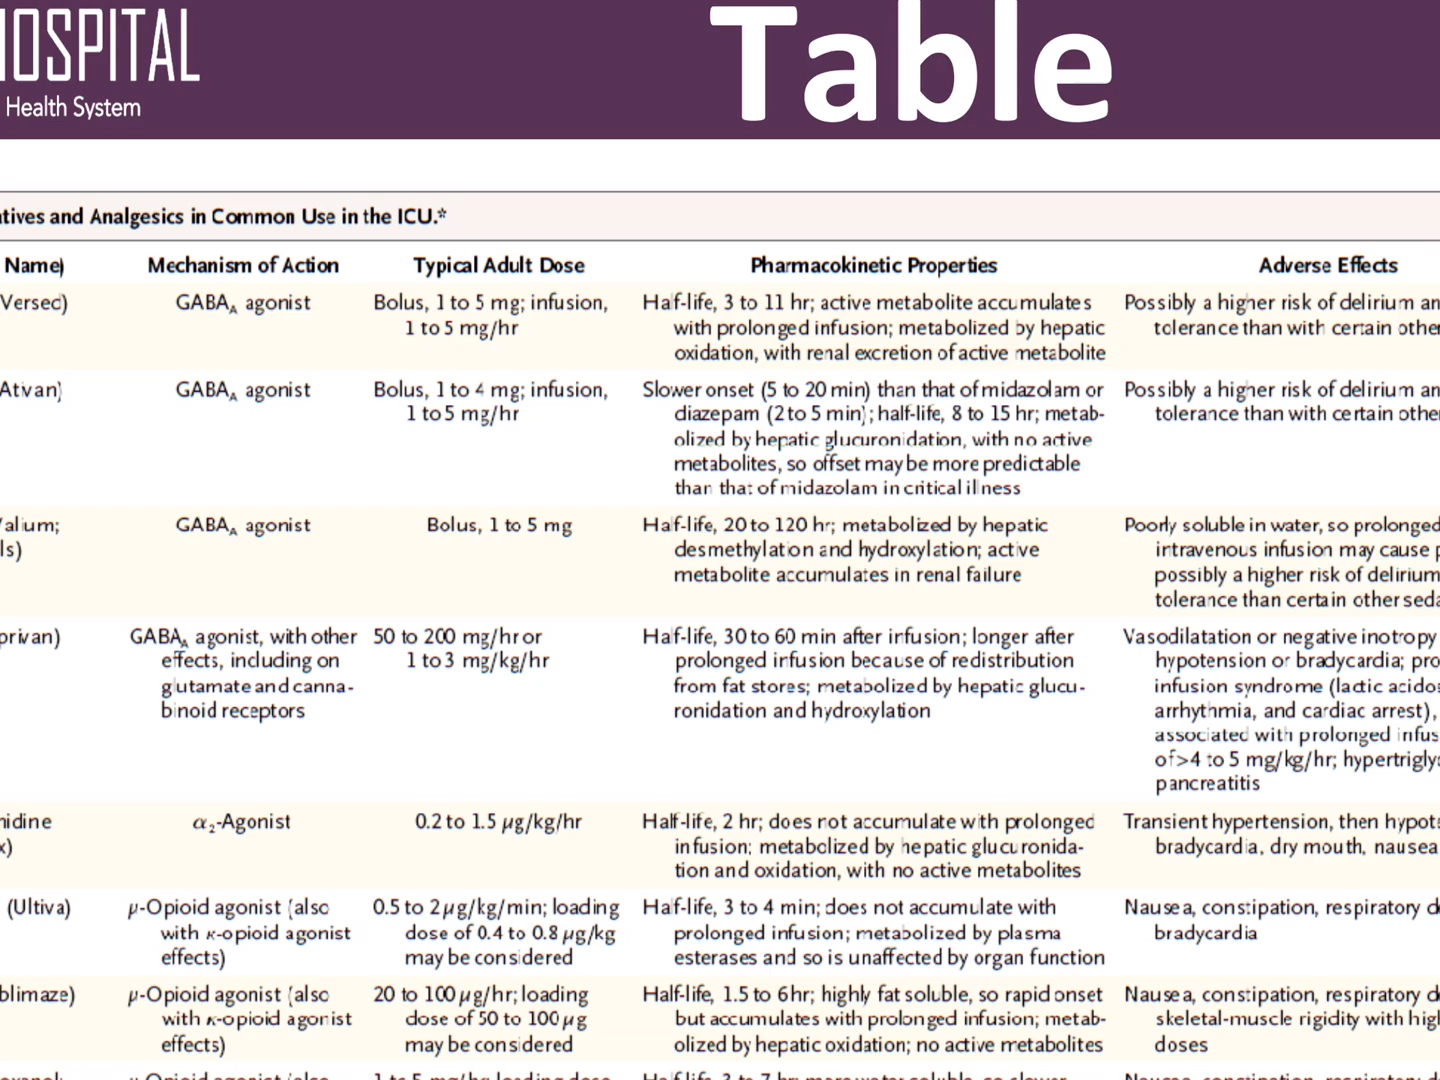 HOSPITAL
Table
Health System
and Analgesics in Common Use in the ICU.*
Name) Mechanism of Action Typical Adult Dose Pharmacokinetic Properties Adverse Effects
Versed) GABAA agonist Bolus, 1 to 5 mg; infusion, Half-life, 3 to 11 hr; active metabolite accumulates Possibly a higher risk of delirium
1 to 5 mg/hr with prolonged infusion; metabolized by hepatic tolerance than with certain other
oxidation, with renal excretion of active metabolite
Ativan) GABAA agonist Bolus, 1 to 4 mg; infusion, Slower onset (5 to 20 min) than that of midazolam or Possibly a higher risk of delirium
1 to 5 mg/hr diazepam (2 to 5 min); half-life, 8 to 15 hr; metab- tolerance than with certain other
olized by hepatic glucuronidation, with no active
metabolites, so offset may be more predictable
than that of midazolam in critical illness
GABAA agonist Bolus, 1 to 5 mg Half-life, 20 to 120 hr; metabolized by hepatic Poorly soluble in water, so prolonged
desmethylation and hydroxylation; active intravenous infusion may cause
metabolite accumulates in renal failure possibly a higher risk of delirium
tolerance than certain other
GABAA agonist, with other 50 to 200 mg/hr or Half-life, 30 to 60 min after infusion; longer after Vasodilatation or negative inotropy
effects, including on 1 to 3 mg/kg/hr prolonged infusion because of redistribution hypotension or bradycardia;
glutamate and canna- from fat stores; metabolized by hepatic glucu- infusion syndrome (lactic
binoid receptors ronidation and hydroxylation arrhythmia, and cardiac arrest),
associated with prolonged
of >4 to 5 mg/kg/hr;
pancreatitis
α2-Agonist 0.2 to 1.5 µg/kg/hr Half-life, 2 hr; does not accumulate with prolonged Transient hypertension, then
infusion; metabolized by hepatic glucuronida- bradycardia, dry mouth, nausea
tion and oxidation, with no active metabolites
(Ultiva) µ-Opioid agonist (also 0.5 to 2 µg/kg/min; loading Half-life, 3 to 4 min; does not accumulate with Nausea, constipation, respiratory
with κ-opioid agonist dose of 0.4 to 0.8 µg/kg prolonged infusion; metabolized by plasma bradycardia
effects) may be considered esterases and so is unaffected by organ function
µ-Opioid agonist (also 20 to 100 µg/hr; loading Half-life, 1.5 to 6 hr; highly fat soluble, so rapid onset Nausea, constipation, respiratory
with κ-opioid agonist dose of 50 to 100 µg but accumulates with prolonged infusion; metab- skeletal-muscle rigidity with
effects) may be considered olized by hepatic oxidation; no active metabolites doses